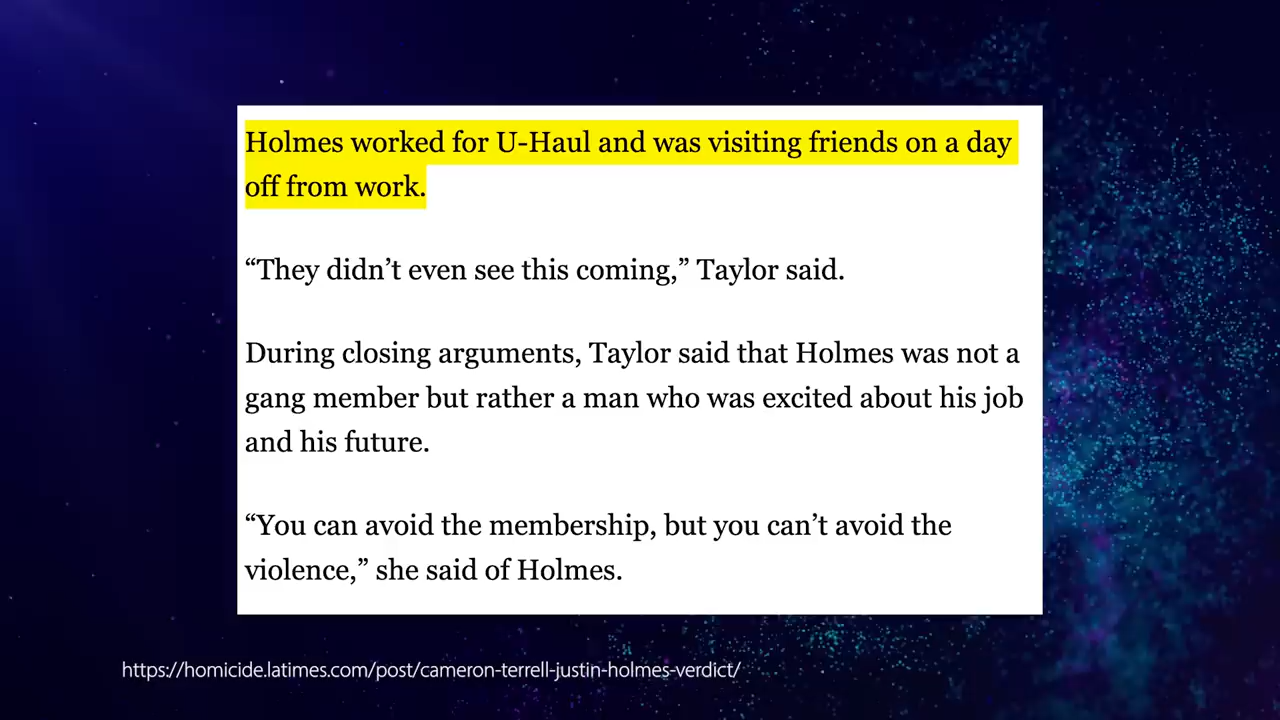 Holmes worked for U-Haul and was visiting friends on a day
off from work.
“They didn’t even see this coming,” Taylor said.
During closing arguments, Taylor said that Holmes was not a
gang member but rather a man who was excited about his job
and his future.
“You can avoid the membership, but you can’t avoid the
violence,” she said of Holmes.
https://homicide.latimes.com/post/cameron-terrell-justin-holmes-verdict/